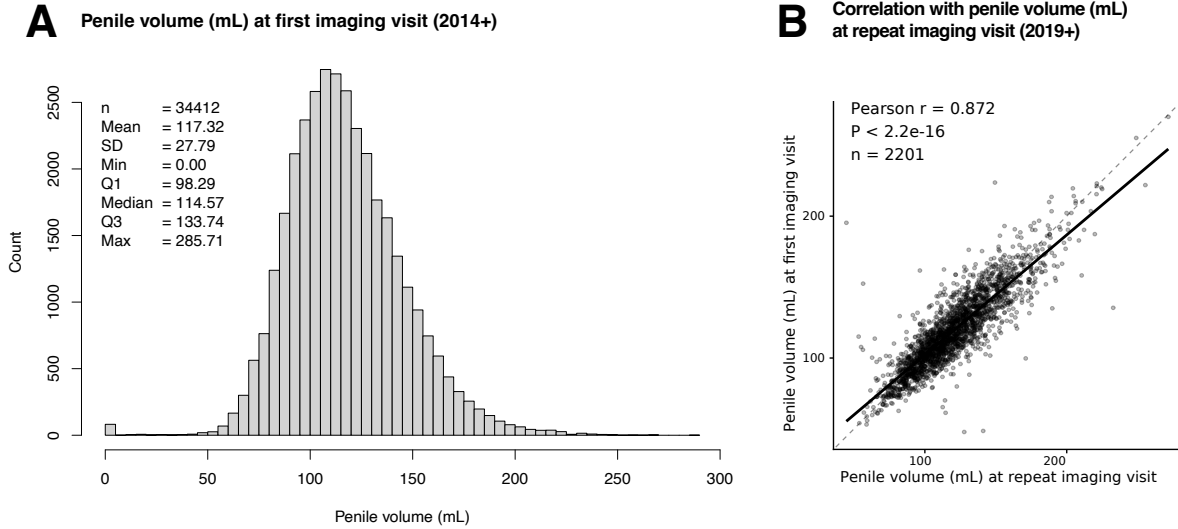 A
Penile volume (mL) at first imaging visit (2014+)
n = 34412
Mean = 117.32
SD = 27.79
Min = 0.00
Q1 = 98.29
Median = 114.57
Q3 = 133.74
Max = 285.71
Count
0
500
1000
1500
2000
2500
0 50 100 150 200 250 300
Penile volume (mL)
B
Correlation with penile volume (mL)
at repeat imaging visit (2019+)
Pearson r = 0.872
P < 2.2e-16
n = 2201
Penile volume (mL) at first imaging visit
200
100
100 200
Penile volume (mL) at repeat imaging visit